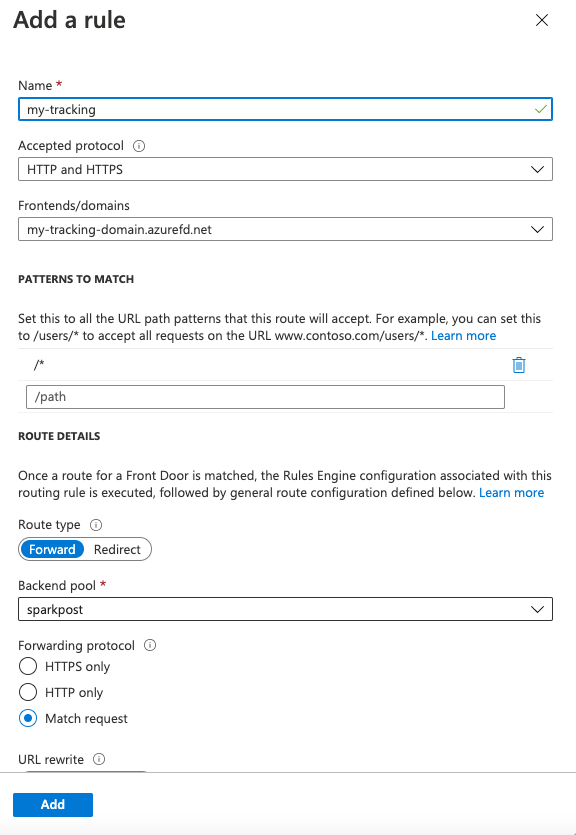 Add a rule
Name *
my-tracking
Accepted protocol
HTTP and HTTPS
Frontends/domains
my-tracking-domain.azurefd.net
PATTERNS TO MATCH
Set this to all the URL path patterns that this route will accept. For example, you can set this
to /users/* to accept all requests on the URL www.contoso.com/users/*. Learn more
/*
/path
ROUTE DETAILS
Once a route for a Front Door is matched, the Rules Engine configuration associated with this
routing rule is executed, followed by general route configuration defined below. Learn more
Route type
Forward Redirect
Backend pool *
sparkpost
Forwarding protocol
HTTPS only
HTTP only
Match request
URL rewrite
Add